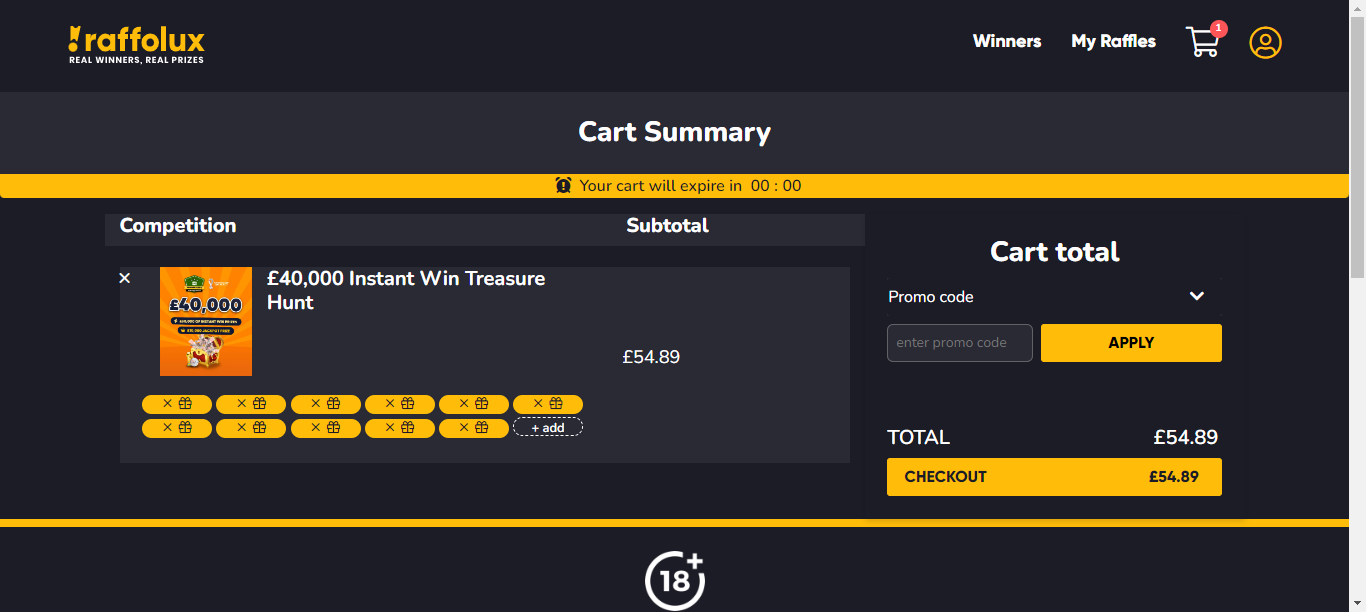 raffolux
REAL WINNERS, REAL PRIZES
Winners
My Raffles
1
Cart Summary
Your cart will expire in 00 : 00
Competition
Subtotal
£40,000 Instant Win Treasure
Hunt
£40,000
£54.89
+ add
Cart total
Promo code
enter promo code
APPLY
TOTAL
£54.89
CHECKOUT
£54.89
18+